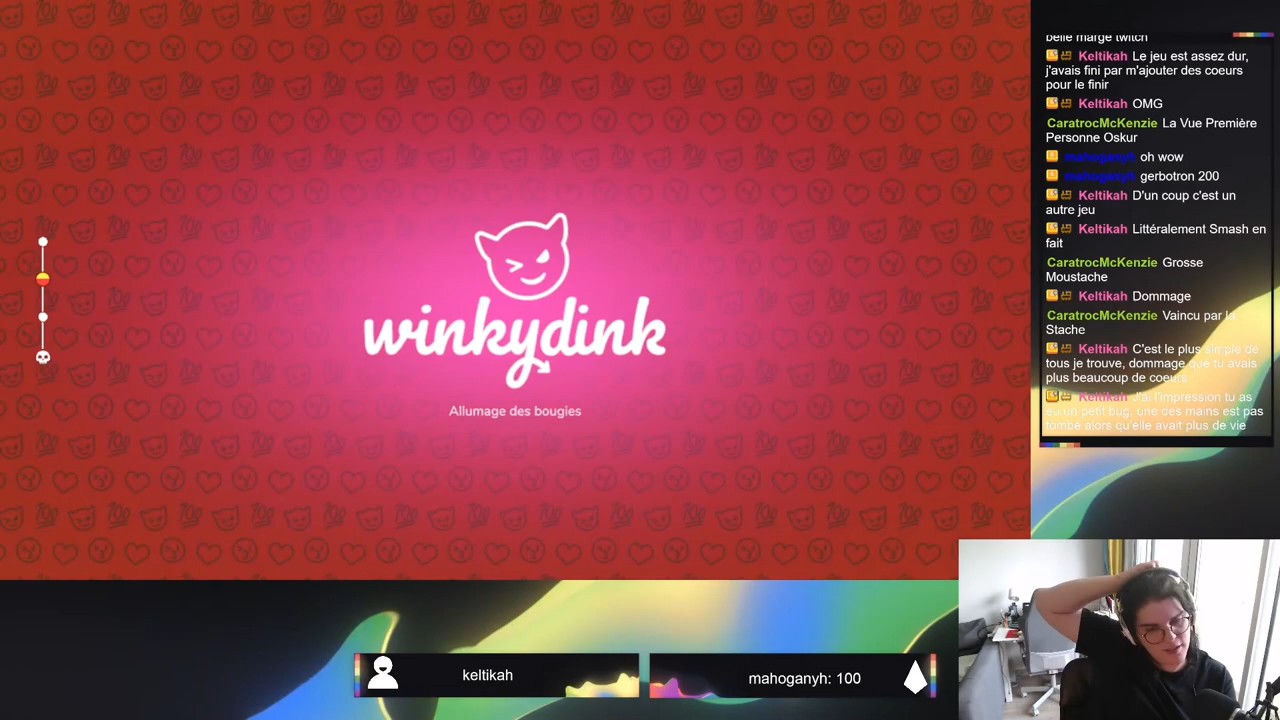 winkydink
Allumage des bougies
belle marge twitch
Keltikah Le jeu est assez dur,
j'avais fini par m'ajouter des coeurs
pour le finir
Keltikah OMG
CaratrocMcKenzie La Vue Première
Personne Oskur
mahoganyh oh wow
mahoganyh gerbotron 200
Keltikah D'un coup c'est un
autre jeu
Keltikah Littéralement Smash en
fait
CaratrocMcKenzie Grosse
Moustache
Keltikah Dommage
CaratrocMcKenzie Vaincu par la
Stache
Keltikah C'est le plus simple de
tous je trouve, dommage que tu avais
plus beaucoup de coeurs
Keltikah J'ai l'impression tu as
eu un petit bug, une des mains est pas
tombé alors qu'elle avait plus de vie
keltikah
mahoganyh: 100